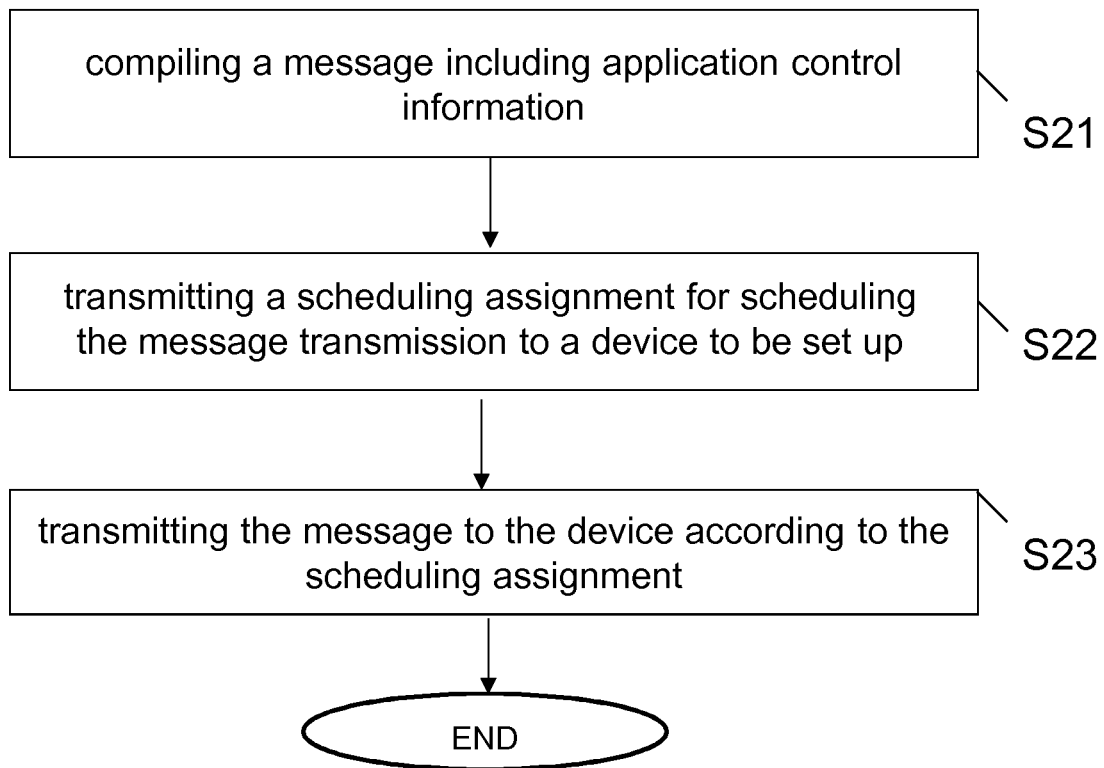 compiling a message including application control
information
S21
transmitting a scheduling assignment for scheduling
the message transmission to a device to be set up
S22
transmitting the message to the device according to the
scheduling assignment
S23
END